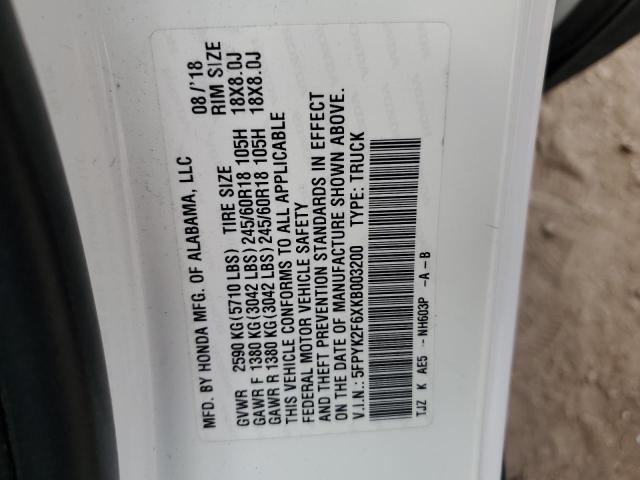 MFD. BY HONDA MFG. OF ALABAMA, LLC 08/'18
GVWR 2590 KG(5710 LBS) TIRE SIZE RIM SIZE
GAWR F 1380 KG(3042 LBS)245/60R18 105H 18X8.0J
GAWR R 1380 KG(3042 LBS)245/60R18 105H 18X8.0J
THIS VEHICLE CONFORMS TO ALL APPLICABLE
FEDERAL MOTOR VEHICLE SAFETY
AND THEFT PREVENTION STANDARDS IN EFFECT
ON THE DATE OF MANUFACTURE SHOWN ABOVE.
V.I.N.: 5FPYK2F6XKB003200 TYPE: TRUCK
TJZ K AE5 - NH603P -A-B